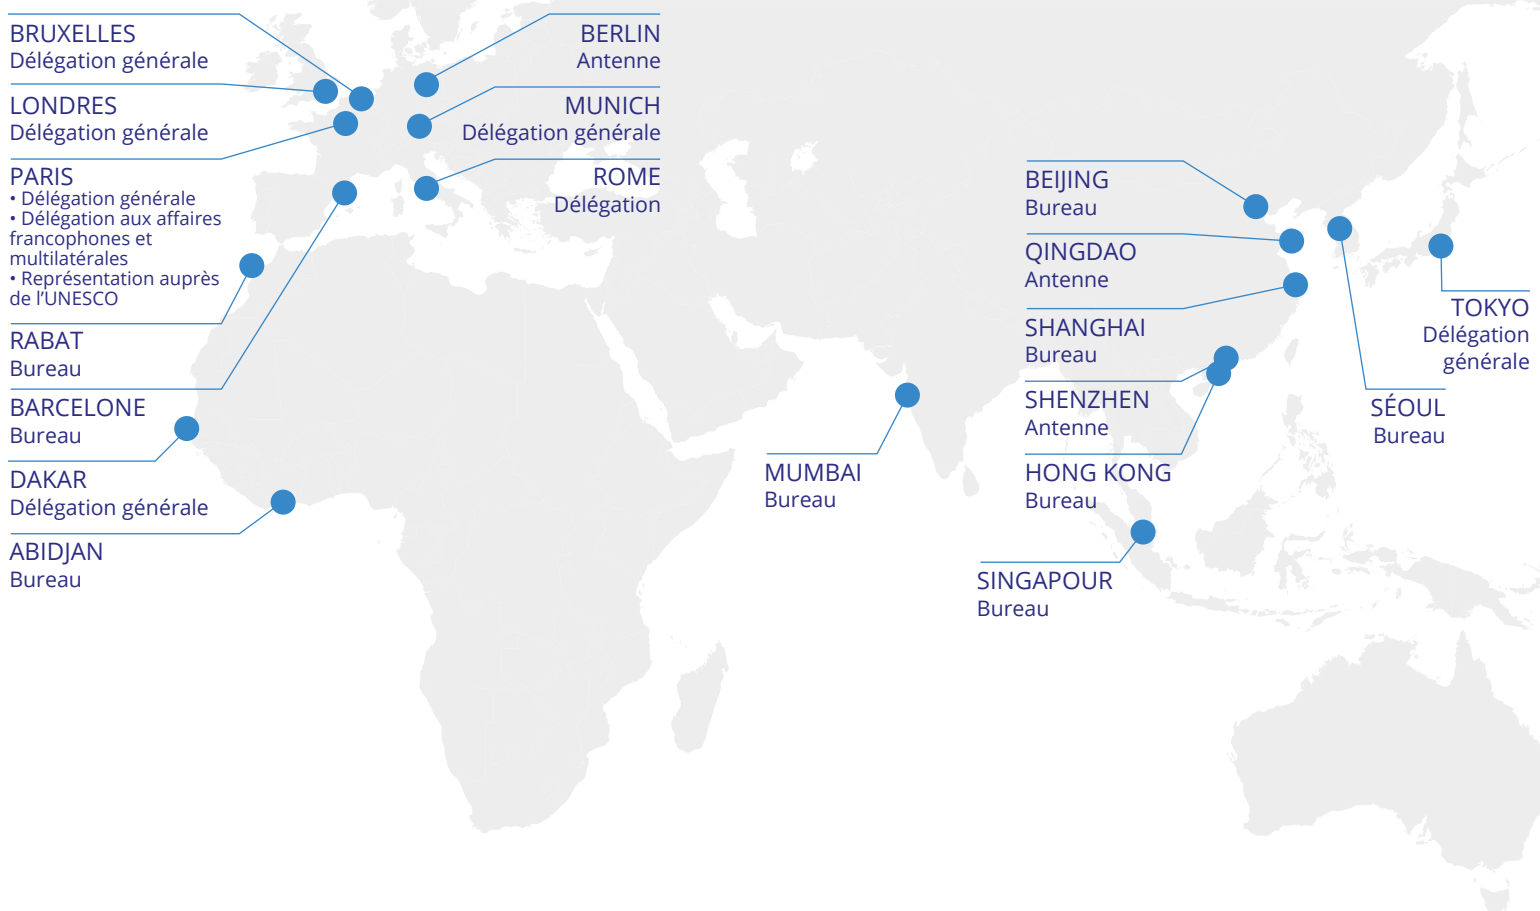 BRUXELLES
Délégation générale
LONDRES
Délégation générale
PARIS
• Délégation générale
• Délégation aux affaires
francophones et
multilatérales
• Représentation auprès
de l’UNESCO
RABAT
Bureau
BARCELONE
Bureau
DAKAR
Délégation générale
ABIDJAN
Bureau
BERLIN
Antenne
MUNICH
Délégation générale
ROME
Délégation
MUMBAI
Bureau
BEIJING
Bureau
QINGDAO
Antenne
SHANGHAI
Bureau
SHENZHEN
Antenne
HONG KONG
Bureau
SINGAPOUR
Bureau
TOKYO
Délégation
générale
SÉOUL
Bureau